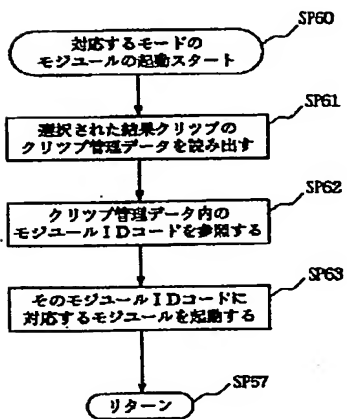 SP60
対応するモードの
モジュールの起動スタート
SP61
選択された結果クリツプの
クリツプ管理データを読み出す
SP62
クリツプ管理データ内の
モジュールＩＤコードを参照する
SP63
そのモジュールＩＤコードに
対応するモジュールを起動する
SP57
リターン